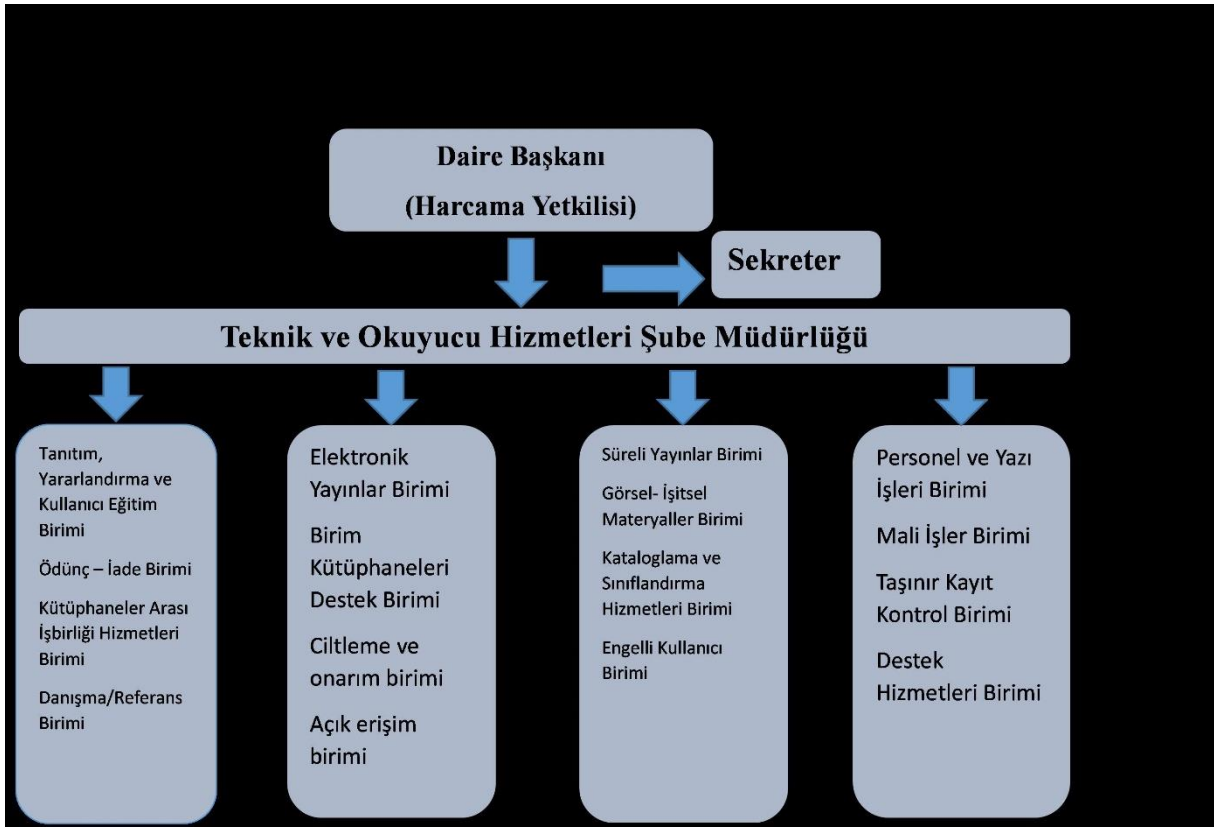 Daire Başkanı
(Harcama Yetkilisi)
Sekreter
Teknik ve Okuyucu Hizmetleri Şube Müdürlüğü
Tanıtım,
Yararlandırma ve
Kullanıcı Eğitim
Birimi
Ödünç – İade Birimi
Kütüphaneler Arası
İşbirliği Hizmetleri
Birimi
Danışma/Referans
Birimi
Elektronik
Yayınlar Birimi
Birim
Kütüphaneleri
Destek Birimi
Ciltleme ve
onarım birimi
Açık erişim
birimi
Süreli Yayınlar Birimi
Görsel- İşitsel
Materyaller Birimi
Kataloglama ve
Sınıflandırma
Hizmetleri Birimi
Engelli Kullanıcı
Birimi
Personel ve Yazı
İşleri Birimi
Mali İşler Birimi
Taşınır Kayıt
Kontrol Birimi
Destek
Hizmetleri Birimi